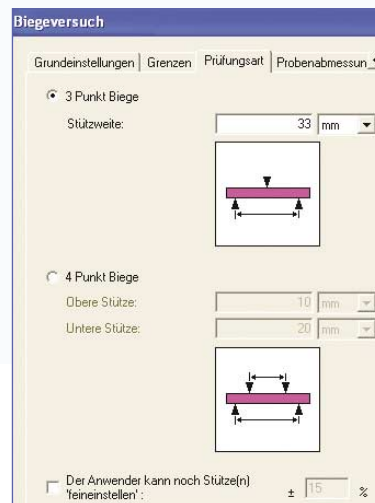 Biegeversuch
Grundeinstellungen Grenzen Prüfungsart Probenabmessun
3 Punkt Biege
Stützweite: 33 mm
4 Punkt Biege
Obere Stütze: 10 mm
Untere Stütze: 20 mm
Der Anwender kann noch Stütze(n)
'feineinstellen' : ± 15 %